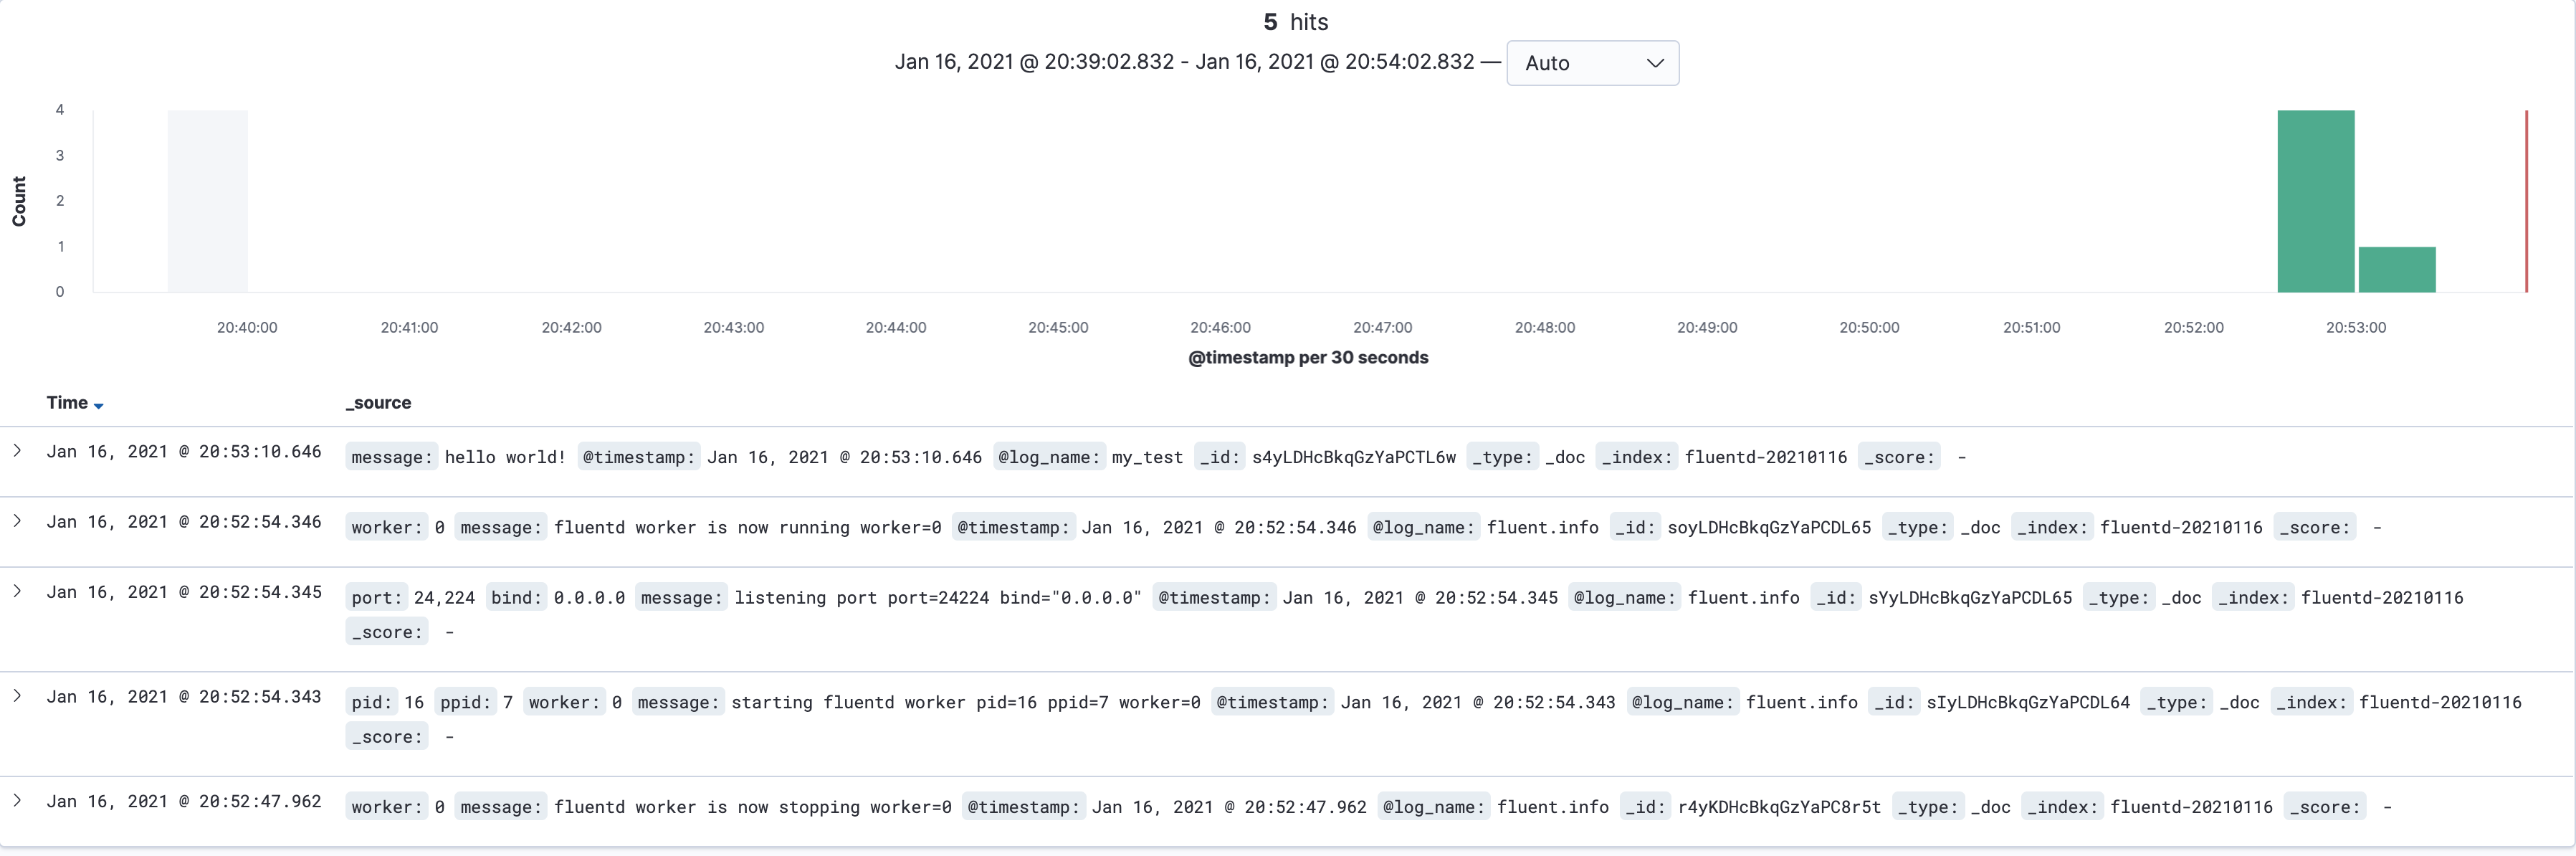 5 hits
Jan 16, 2021 @ 20:39:02.832 - Jan 16, 2021 @ 20:54:02.832 — Auto
Count
4
3
2
1
0
20:40:00 20:41:00 20:42:00 20:43:00 20:44:00 20:45:00 20:46:00 20:47:00 20:48:00 20:49:00 20:50:00 20:51:00 20:52:00 20:53:00
@timestamp per 30 seconds
Time _source
Jan 16, 2021 @ 20:53:10.646 message: hello world! @timestamp: Jan 16, 2021 @ 20:53:10.646 @log_name: my_test _id: s4yLDHcBkqGzYaPCTL6w _type: _doc _index: fluentd-20210116 _score: -
Jan 16, 2021 @ 20:52:54.346 worker: 0 message: fluentd worker is now running worker=0 @timestamp: Jan 16, 2021 @ 20:52:54.346 @log_name: fluent.info _id: soyLDHcBkqGzYaPCDL65 _type: _doc _index: fluentd-20210116 _score: -
Jan 16, 2021 @ 20:52:54.345 port: 24,224 bind: 0.0.0.0 message: listening port port=24224 bind="0.0.0.0" @timestamp: Jan 16, 2021 @ 20:52:54.345 @log_name: fluent.info _id: sYyLDHcBkqGzYaPCDL65 _type: _doc _index: fluentd-20210116
_score: -
Jan 16, 2021 @ 20:52:54.343 pid: 16 ppid: 7 worker: 0 message: starting fluentd worker pid=16 ppid=7 worker=0 @timestamp: Jan 16, 2021 @ 20:52:54.343 @log_name: fluent.info _id: sIyLDHcBkqGzYaPCDL64 _type: _doc _index: fluentd-20210116
_score: -
Jan 16, 2021 @ 20:52:47.962 worker: 0 message: fluentd worker is now stopping worker=0 @timestamp: Jan 16, 2021 @ 20:52:47.962 @log_name: fluent.info _id: r4yKDHcBkqGzYaPC8r5t _type: _doc _index: fluentd-20210116 _score: -